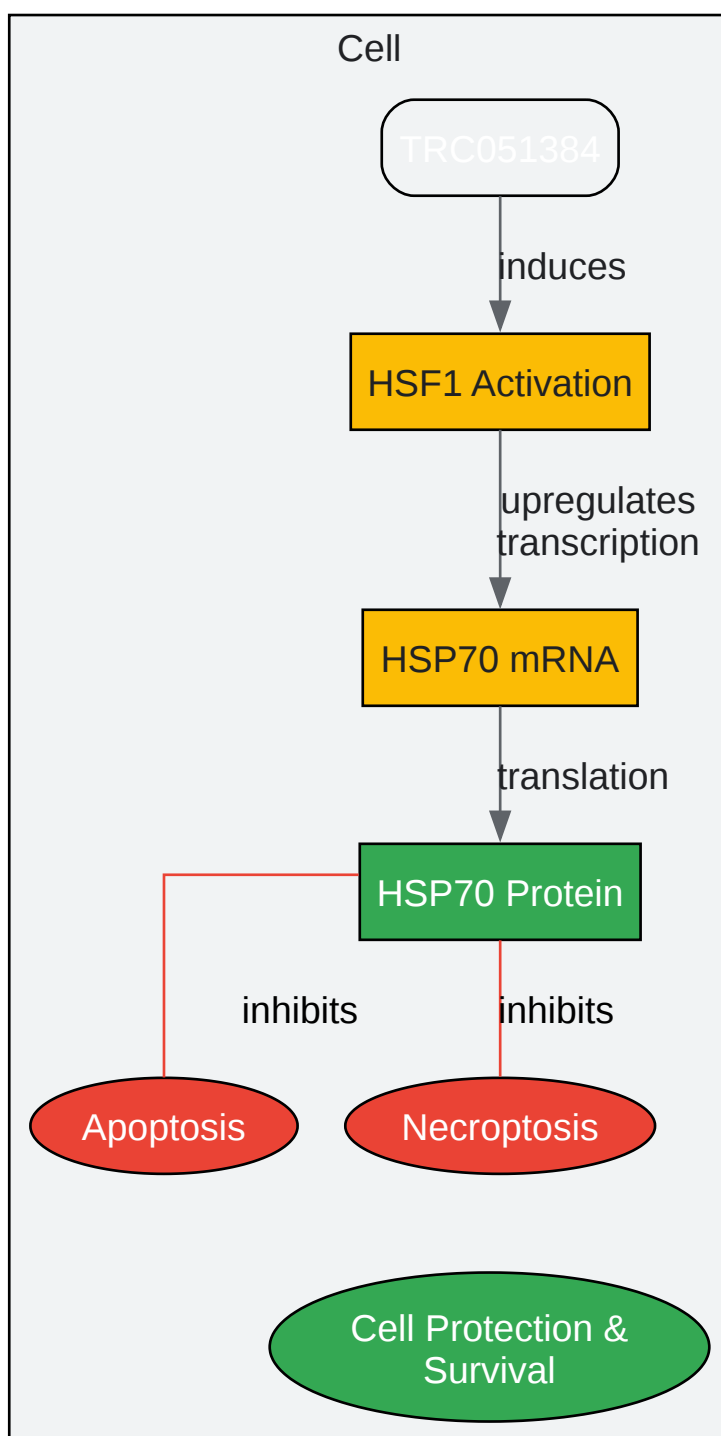 Cell
TRC051384
induces
HSF1 Activation
upregulates
transcription
HSP70 mRNA
translation
HSP70 Protein
inhibits
inhibits
Apoptosis
Necroptosis
Cell Protection &
Survival